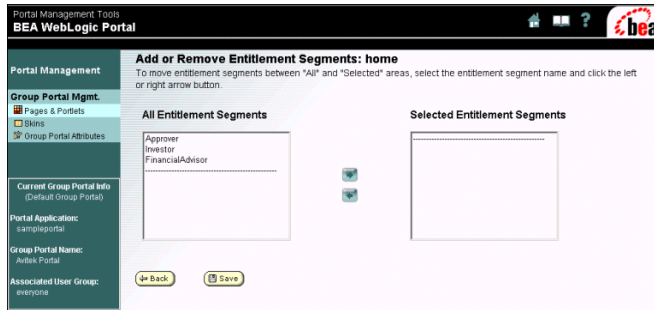 Portal Management Tools
BEA WebLogic Portal
?
bea
Portal Management
Add or Remove Entitlement Segments: home
To move entitlement segments between "All" and "Selected" areas, select the entitlement segment name and click the left
or right arrow button.
Group Portal Mgmt.
Pages & Portlets
Skins
Group Portal Attributes
All Entitlement Segments
Selected Entitlement Segments
Approver
Investor
FinancialAdvisor
Current Group Portal Info
(Default Group Portal)
Portal Application:
sampleportal
Group Portal Name:
Avitek Portal
Associated User Group:
everyone
Back
Save